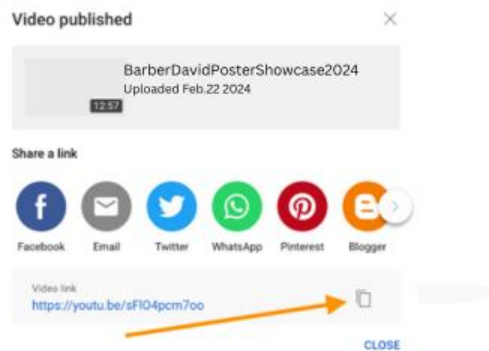 Video published
BarberDavidPosterShowcase2024
Uploaded Feb.22 2024
12:57
Share a link
f
Facebook Email Twitter WhatsApp Pinterest Blogger
Video link
https://youtu.be/sFl04pcm7oo
CLOSE